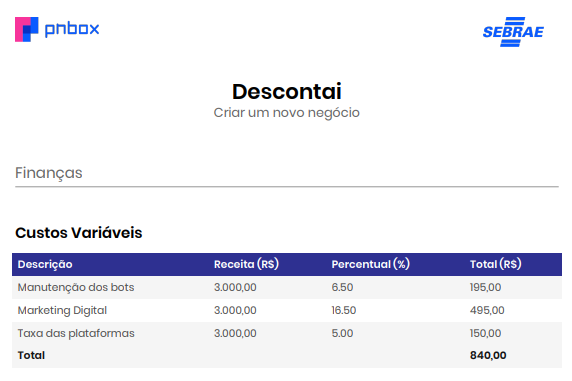 pnbox
SEBRAE
Descontai
Criar um novo negócio
Finanças
Custos Variáveis
Descrição Receita (R$) Percentual (%) Total (R$)
Manutenção dos bots 3.000,00 6.50 195,00
Marketing Digital 3.000,00 16.50 495,00
Taxa das plataformas 3.000,00 5.00 150,00
Total 840,00